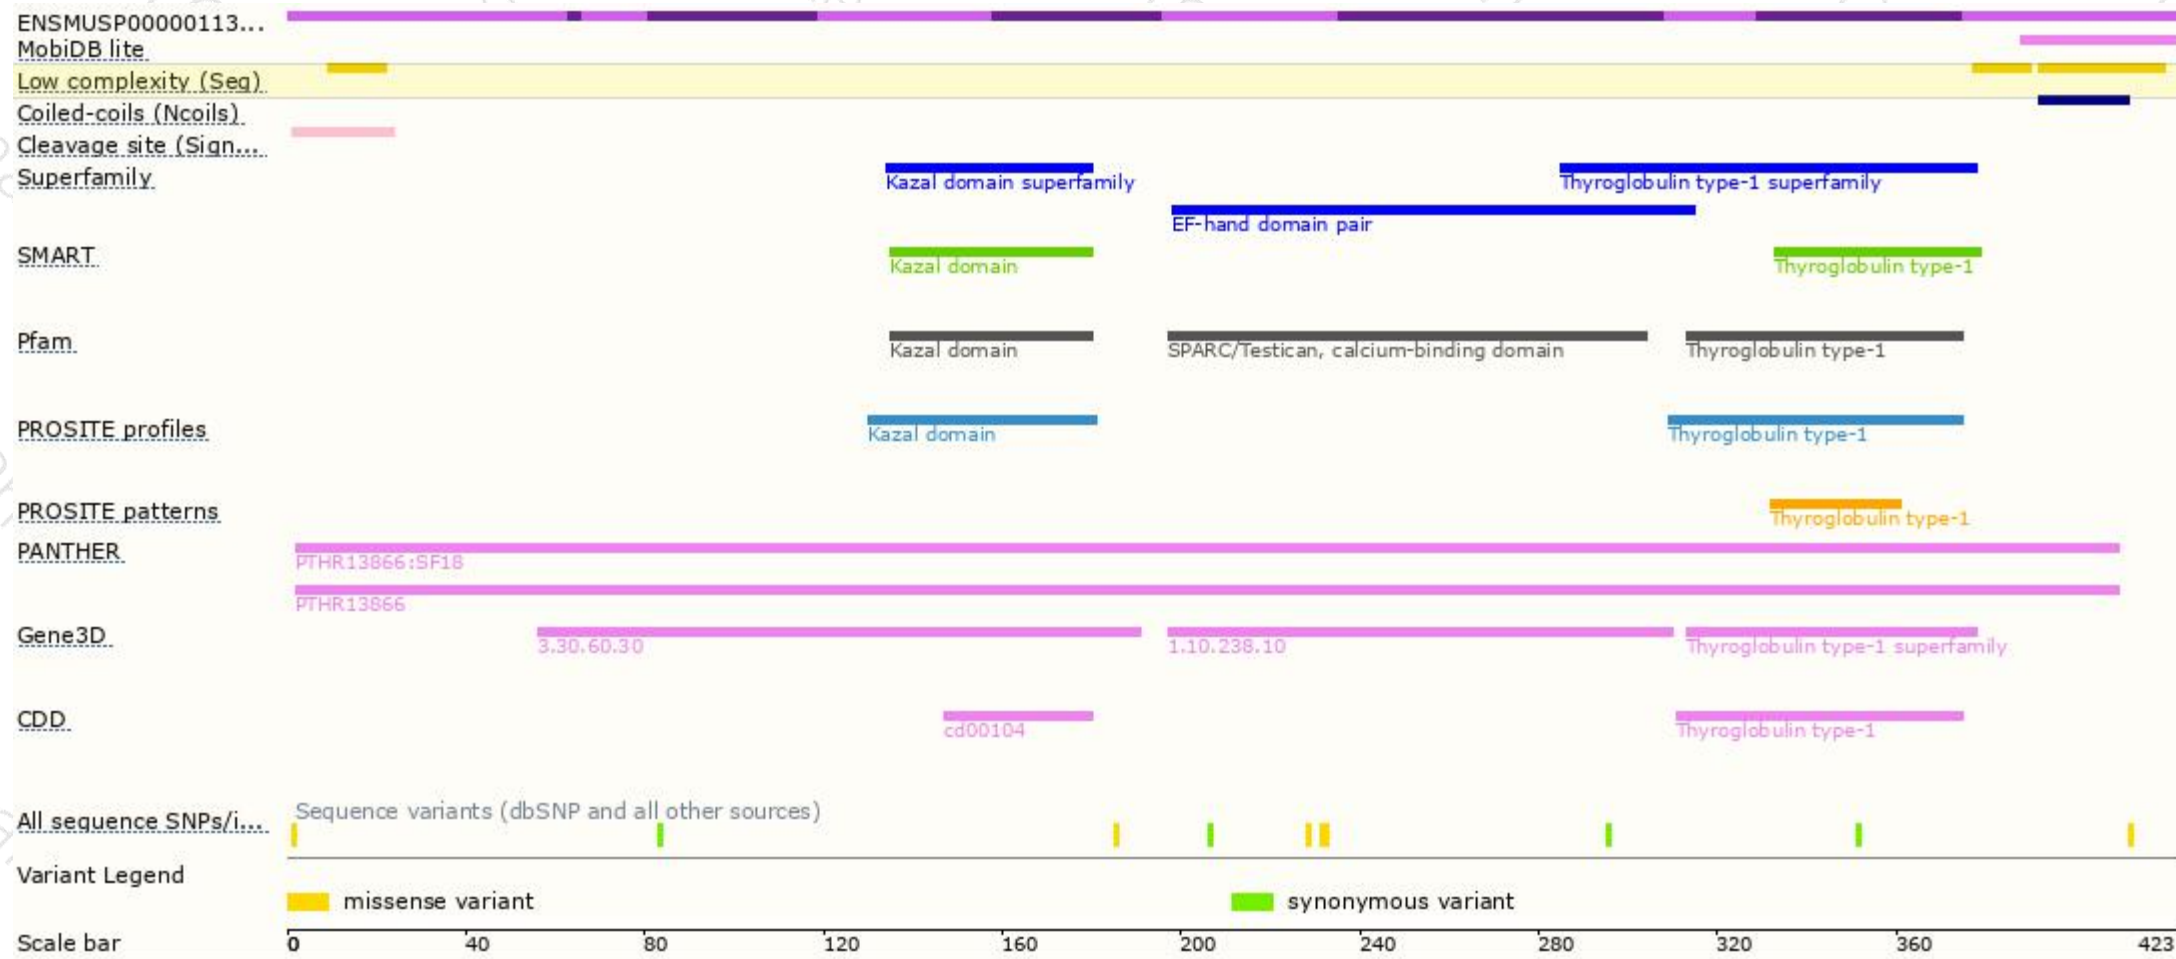 ENSMUSP00000113...
MobiDB lite
Low complexity (Seg)
Coiled-coils (Ncoils)
Cleavage site (Sign...
Superfamily
Kazal domain superfamily
Thyroglobulin type-1 superfamily
EF-hand domain pair
SMART
Kazal domain
Thyroglobulin type-1
Pfam
Kazal domain
SPARC/Testican, calcium-binding domain
Thyroglobulin type-1
PROSITE profiles
Kazal domain
Thyroglobulin type-1
PROSITE patterns
Thyroglobulin type-1
PANTHER
PTHR13866:SF18
PTHR13866
Gene3D
3.30.60.30
1.10.238.10
Thyroglobulin type-1 superfamily
CDD
cd00104
Thyroglobulin type-1
Sequence variants (dbSNP and all other sources)
All sequence SNPs/i...
Variant Legend
missense variant
synonymous variant
Scale bar
0 40 80 120 160 200 240 280 320 360 423